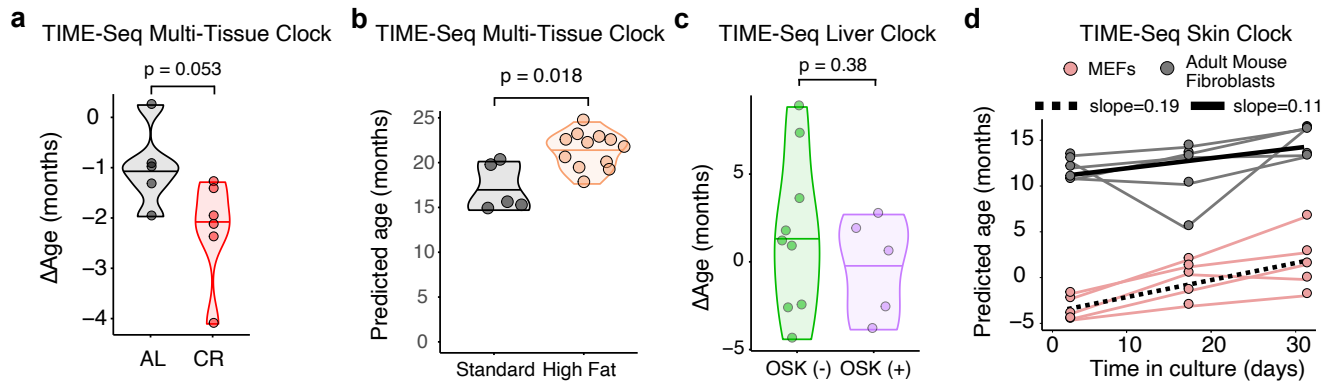 a
TIME-Seq Multi-Tissue Clock
p = 0.053
ΔAge (months)
0
−1
−2
−3
−4
AL
CR
b
TIME-Seq Multi-Tissue Clock
p = 0.018
Predicted age (months)
25
20
15
10
5
0
Standard
High Fat
c
TIME-Seq Liver Clock
p = 0.38
ΔAge (months)
5
0
−5
OSK (-)
OSK (+)
d
TIME-Seq Skin Clock
MEFs
Adult Mouse
Fibroblasts
slope=0.19
slope=0.11
Predicted age (months)
15
10
5
0
−5
0
10
20
30
Time in culture (days)